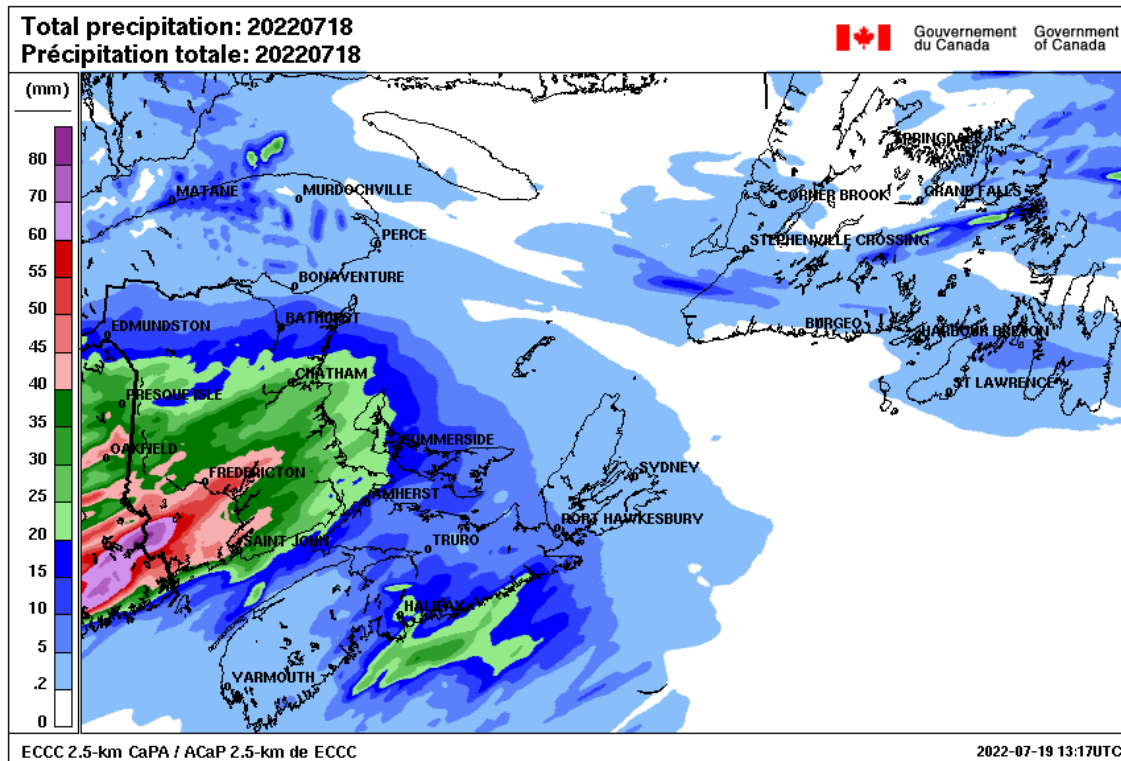 Total precipitation: 20220718
Précipitation totale: 20220718
Gouvernement du Canada
Government of Canada
(mm)
80
70
60
55
50
45
40
35
30
25
20
15
10
5
.2
0
SPRINGDALE
MATANE
MURDOCHVILLE
CORNER BROOK
GRAND FALLS
PERCE
STEPHENVILLE CROSSING
BONAVENTURE
EDMUNDSTON
BATHURST
BURGEO
HARBOUR BRETON
CHATHAM
ST LAWRENCE
PRESQUE ISLE
OAKFIELD
SUMMERSIDE
FREDERICTON
SYDNEY
AMHERST
PORT HAWKESBURY
SAINT JOHN
TRURO
HALIFAX
YARMOUTH
ECCC 2.5-km CaPA / ACaP 2.5-km de ECCC
2022-07-19 13:17UTC